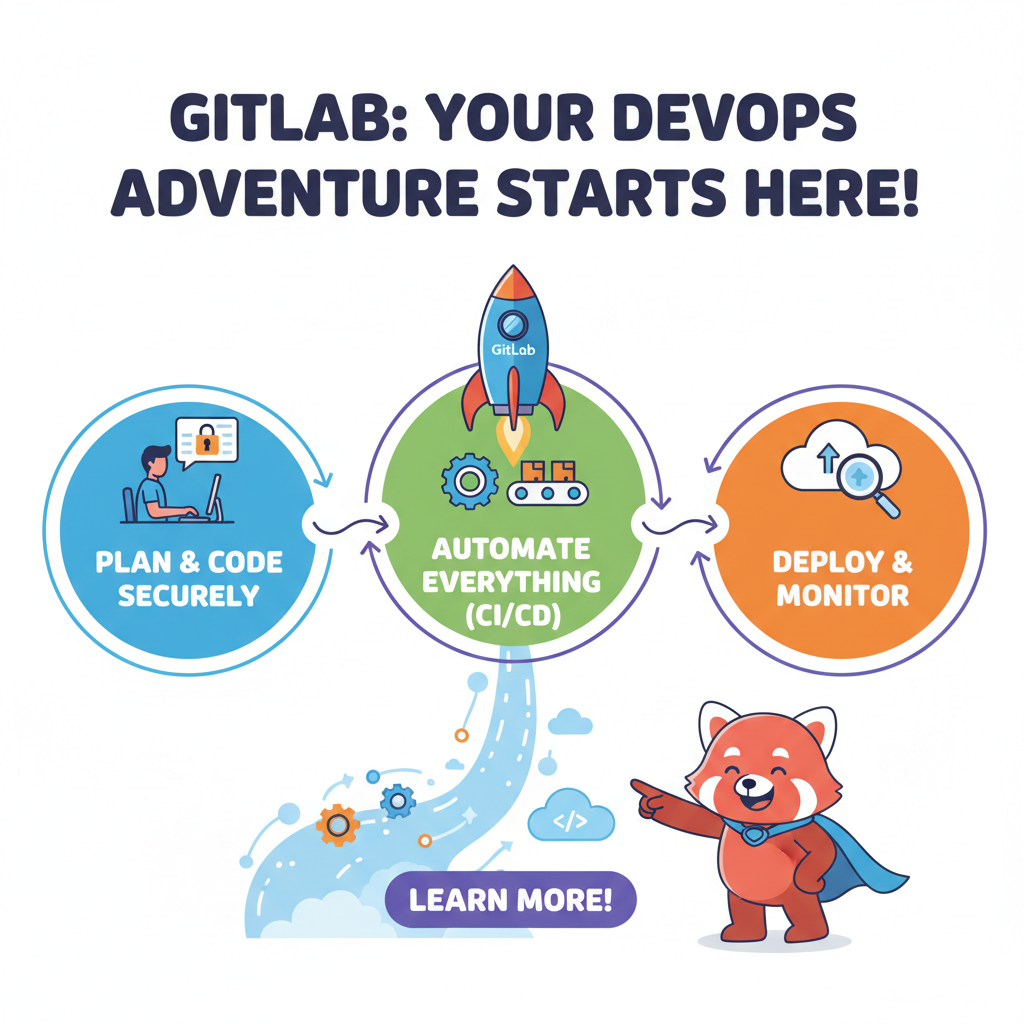 GITLAB: YOUR DEVOPS
ADVENTURE STARTS HERE!
GitLab
PLAN & CODE
SECURELY
AUTOMATE
EVERYTHING
(CI/CD)
DEPLOY &
MONITOR
</>
LEARN MORE!